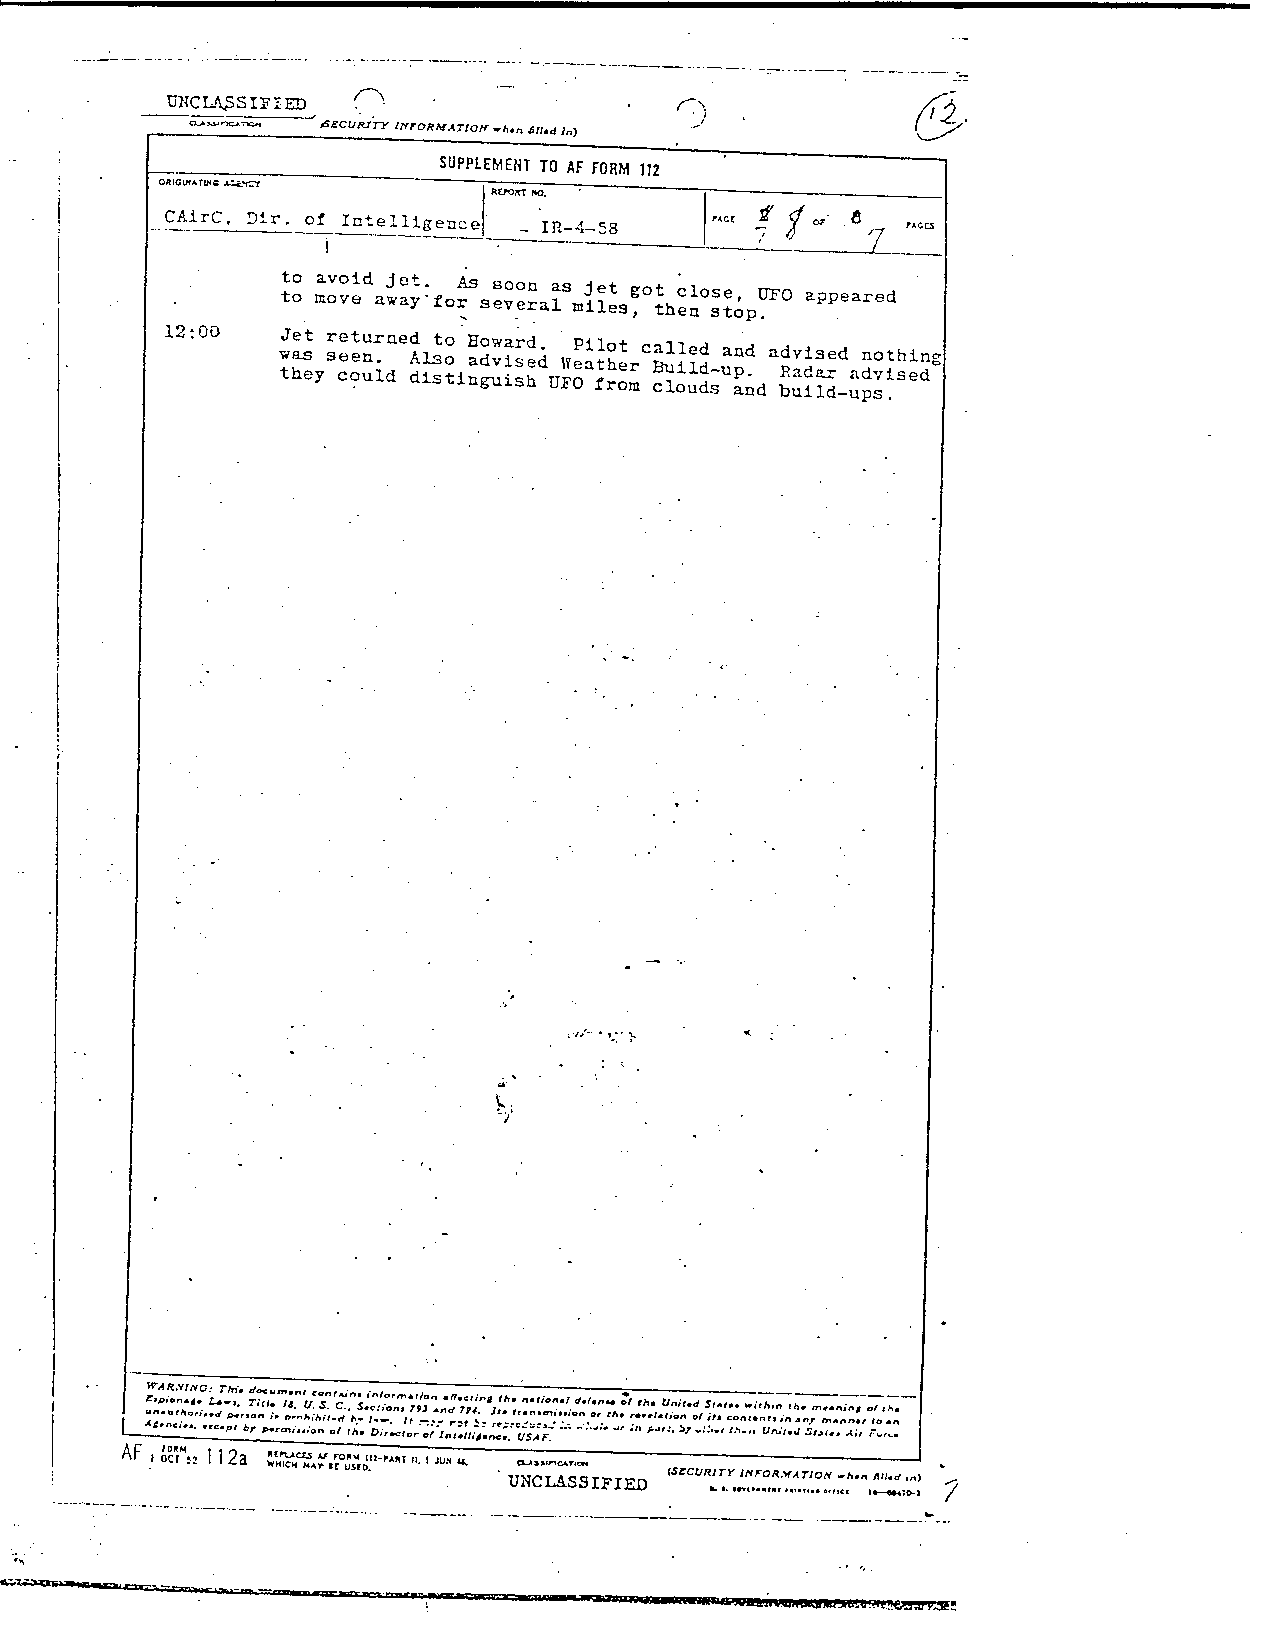 UNCLASSIFIED
CLASSIFICATION (SECURITY INFORMATION when filled in)
12
SUPPLEMENT TO AF FORM 112
ORIGINATING AGENCY
REPORT NO.
CAirC, Dir. of Intelligence
IR-4-58
PAGE 8 OF 8 PAGES
7 7
to avoid jet. As soon as jet got close, UFO appeared
to move away for several miles, then stop.
12:00 Jet returned to Howard. Pilot called and advised nothing
was seen. Also advised Weather Build-up. Radar advised
they could distinguish UFO from clouds and build-ups.
WARNING: This document contains information affecting the national defense of the United States within the meaning of the
Espionage Laws, Title 18, U. S. C., Sections 793 and 794. Its transmission or the revelation of its contents in any manner to an
unauthorized person is prohibited by law. It may not be reproduced in whole or in part, by other than United States Air Force
Agencies, except by permission of the Director of Intelligence, USAF.
AF FORM 1 OCT 52 112a
REPLACES AF FORM 112-PART II, 1 JUN 48,
WHICH MAY BE USED.
CLASSIFICATION
UNCLASSIFIED
(SECURITY INFORMATION when filled in)
U. S. GOVERNMENT PRINTING OFFICE 16—66470-1
7